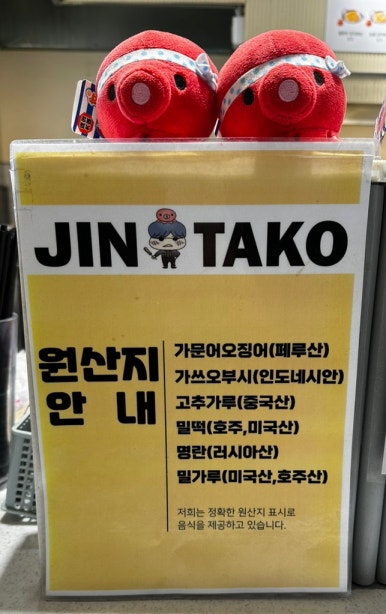 JIN TAKO
원산지
안 내
가문어오징어(페루산)
가쓰오부시(인도네시안)
고추가루(중국산)
밀떡(호주,미국산)
명란(러시아산)
밀가루(미국산,호주산)
저희는 정확한 원산지 표시로
음식을 제공하고 있습니다.